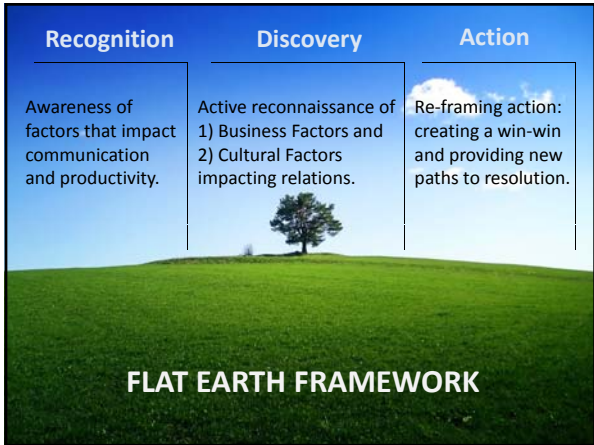 Recognition
Awareness of
factors that impact
communication
and productivity.
Discovery
Active reconnaissance of
1) Business Factors and
2) Cultural Factors
impacting relations.
Action
Re-framing action:
creating a win-win
and providing new
paths to resolution.
FLAT EARTH FRAMEWORK